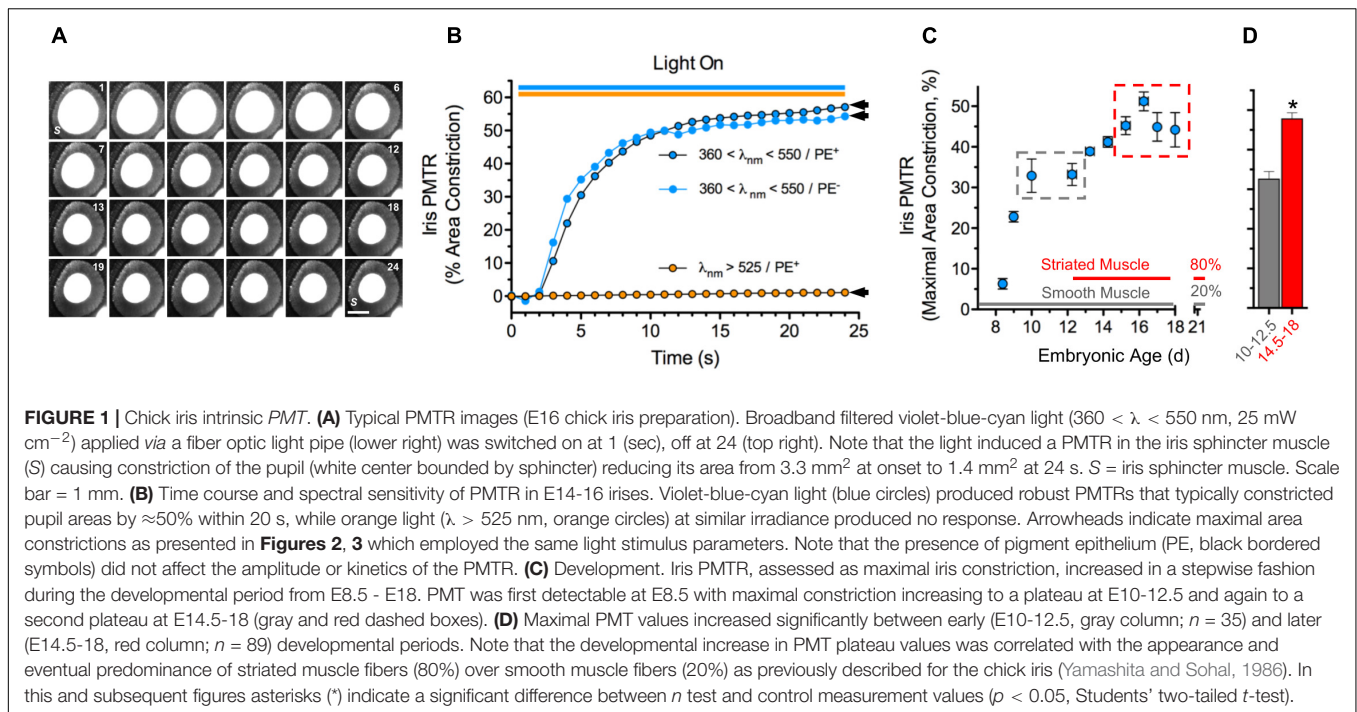 A
B
C
D
1
6
7
12
13
18
19
24
S
S
Light On
60
50
40
30
20
10
0
Iris PMTR
(% Area Constriction)
360 < λnm < 550 / PE+
360 < λnm < 550 / PE-
λnm > 525 / PE+
0 5 10 15 20 25
Time (s)
Iris PMTR
(Maximal Area Constriction, %)
50
40
30
20
10
0
Striated Muscle 80%
Smooth Muscle 20%
8 10 12 14 16 18 21
Embryonic Age (d)
*
10-12.5
14.5-18
FIGURE 1 | Chick iris intrinsic PMT. (A) Typical PMTR images (E16 chick iris preparation). Broadband filtered violet-blue-cyan light (360 < λ < 550 nm, 25 mW
cm−2) applied via a fiber optic light pipe (lower right) was switched on at 1 (sec), off at 24 (top right). Note that the light induced a PMTR in the iris sphincter muscle
(S) causing constriction of the pupil (white center bounded by sphincter) reducing its area from 3.3 mm2 at onset to 1.4 mm2 at 24 s. S = iris sphincter muscle. Scale
bar = 1 mm. (B) Time course and spectral sensitivity of PMTR in E14-16 irises. Violet-blue-cyan light (blue circles) produced robust PMTRs that typically constricted
pupil areas by ≈50% within 20 s, while orange light (λ > 525 nm, orange circles) at similar irradiance produced no response. Arrowheads indicate maximal area
constrictions as presented in Figures 2, 3 which employed the same light stimulus parameters. Note that the presence of pigment epithelium (PE, black bordered
symbols) did not affect the amplitude or kinetics of the PMTR. (C) Development. Iris PMTR, assessed as maximal iris constriction, increased in a stepwise fashion
during the developmental period from E8.5 - E18. PMT was first detectable at E8.5 with maximal constriction increasing to a plateau at E10-12.5 and again to a
second plateau at E14.5-18 (gray and red dashed boxes). (D) Maximal PMT values increased significantly between early (E10-12.5, gray column; n = 35) and later
(E14.5-18, red column; n = 89) developmental periods. Note that the developmental increase in PMT plateau values was correlated with the appearance and
eventual predominance of striated muscle fibers (80%) over smooth muscle fibers (20%) as previously described for the chick iris (Yamashita and Sohal, 1986). In
this and subsequent figures asterisks (*) indicate a significant difference between n test and control measurement values (p < 0.05, Students' two-tailed t-test).